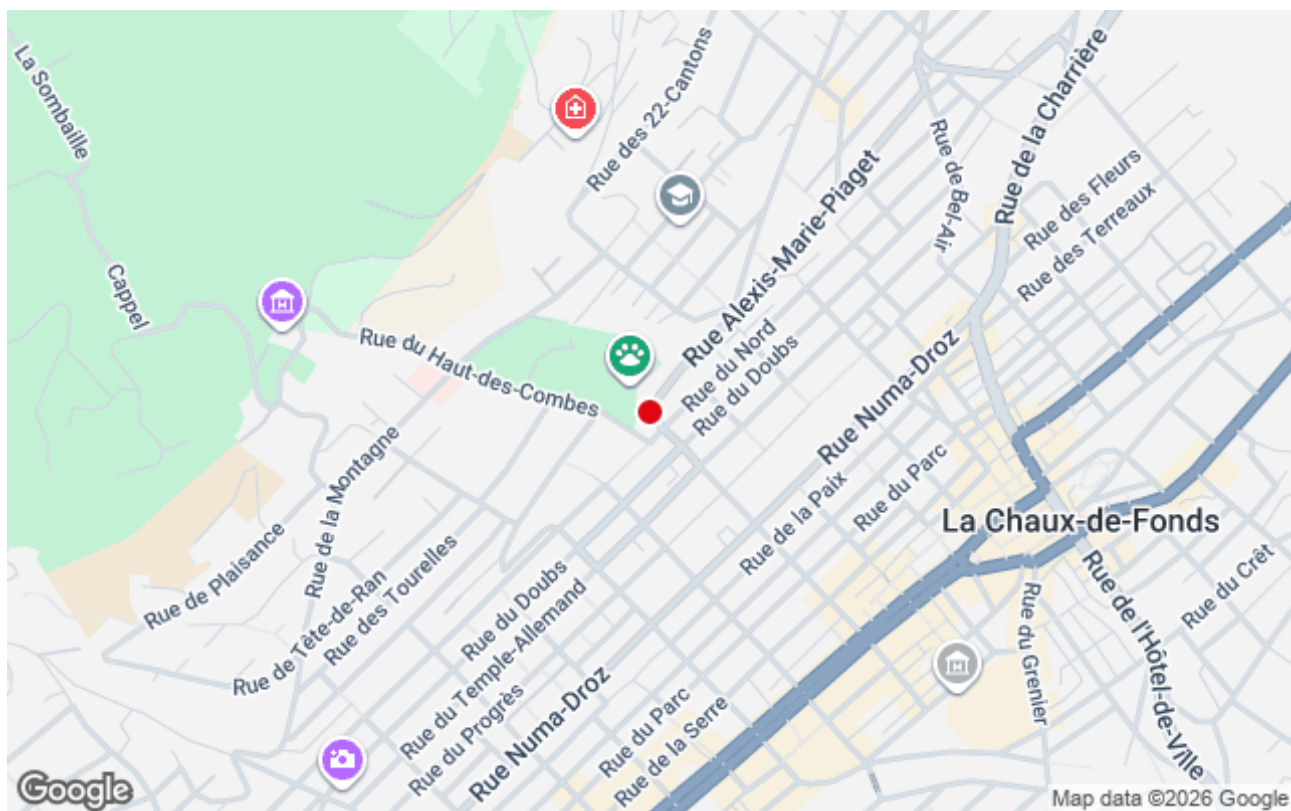 La Sombaille
Rue des 22-Cantons
Rue de la Charrière
Rue de Bel-Air
Rue des Fleurs
Rue des Terreaux
Rue Alexis-Marie-Piaget
Cappel
Rue du Haut-des-Combes
Rue du Nord
Rue du Doubs
Rue Numa-Droz
Rue du Parc
Rue de la Paix
La Chaux-de-Fonds
Rue de la Montagne
Rue de Plaisance
Rue de Tête-de-Ran
Rue des Tourelles
Rue du Doubs
Rue du Temple-Allemand
Rue du Progrès
Rue Numa-Droz
Rue du Parc
Rue de la Serre
Rue du Grenier
Rue de l'Hôtel-de-Ville
Rue du Crêt
Google
Map data ©2026 Google